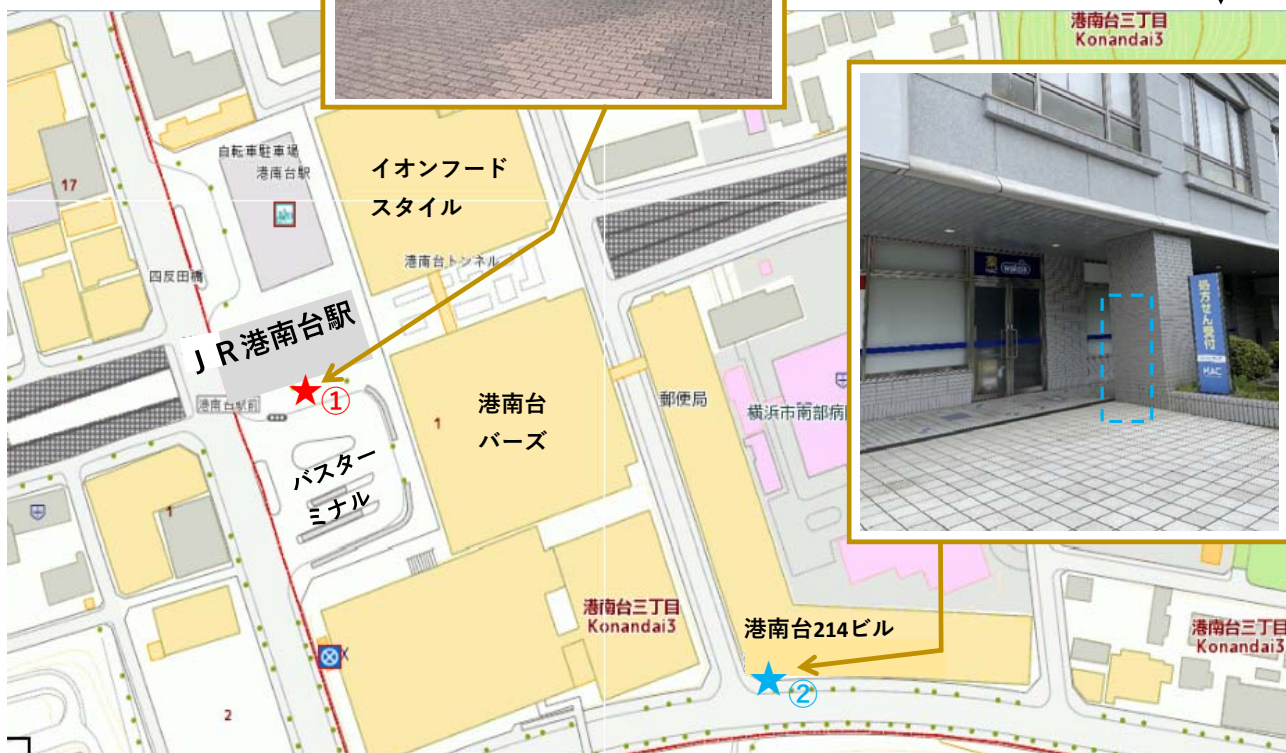 港南台三丁目
Konandai3
自転車駐車場
港南台駅
17
イオンフード
スタイル
港南台トンネル
四反田橋
ＪＲ港南台駅
①
港南台駅前
1
港南台
バーズ
郵便局
横浜市南部病
バスター
ミナル
1
薬
HAC
welcia
処方せん受付
HAC
港南台三丁目
Konandai3
港南台214ビル
②
港南台三丁目
Konandai3
2